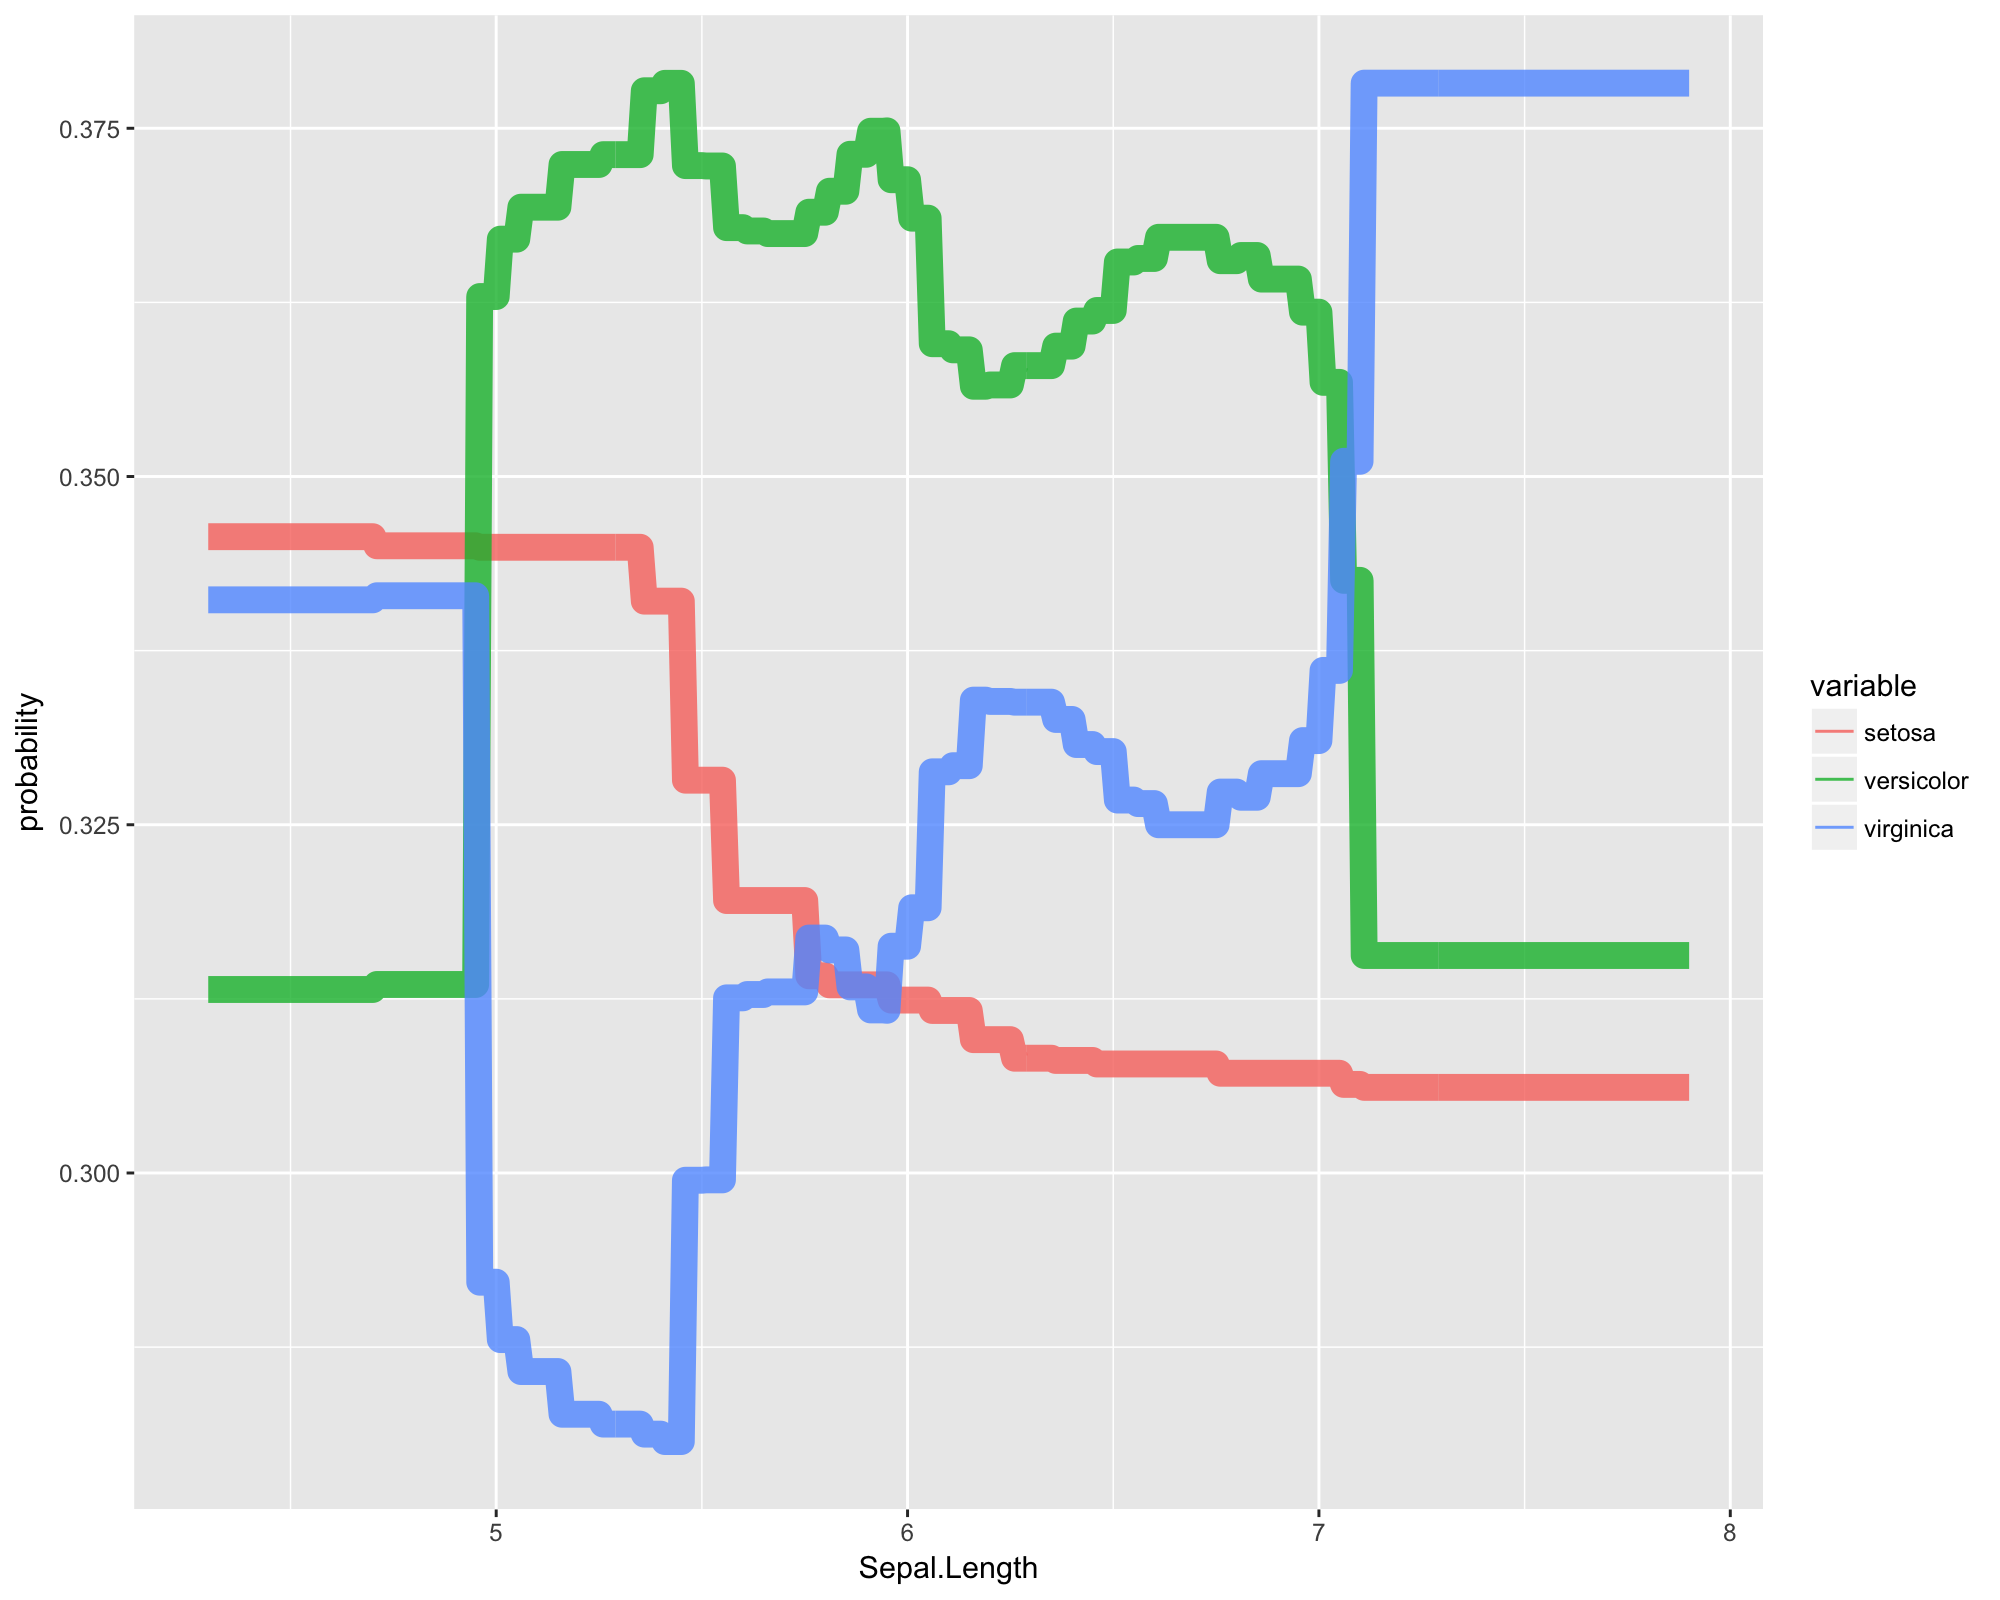 0.375
0.350
0.325
0.300
probability
5 6 7 8
Sepal.Length
variable
setosa
versicolor
virginica